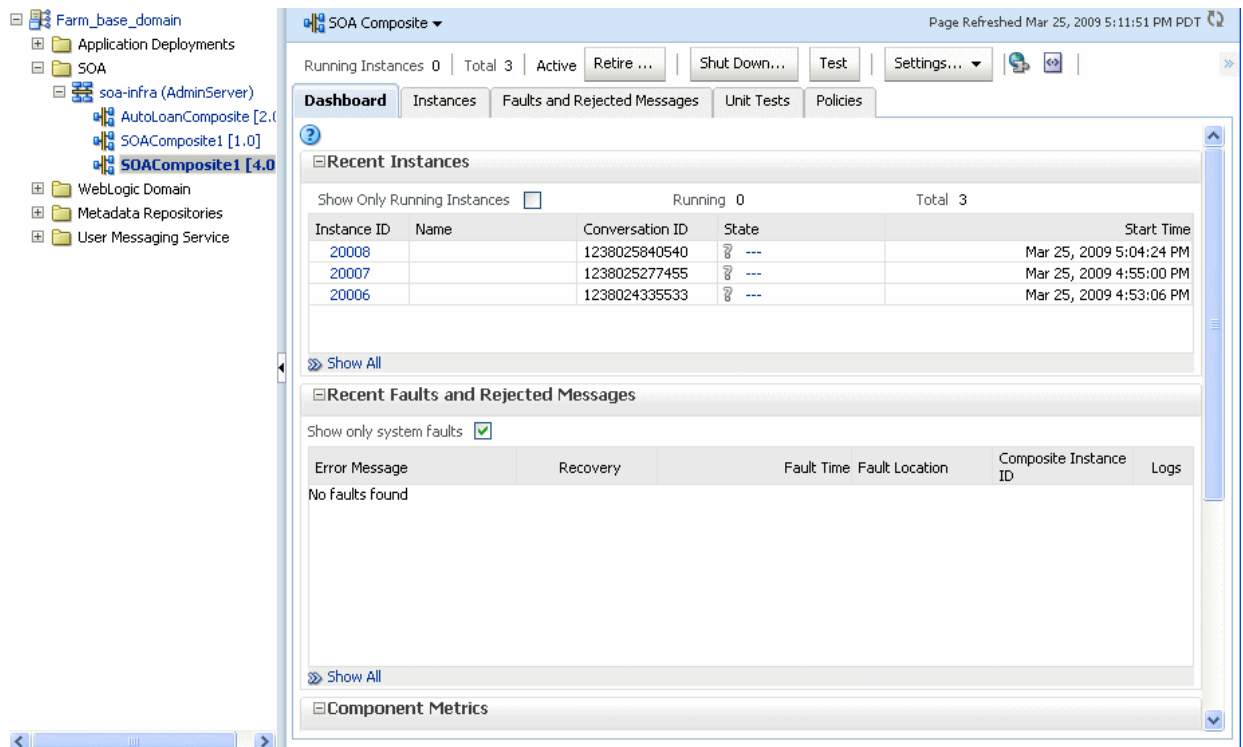 Farm_base_domain
Application Deployments
SOA
soa-infra (AdminServer)
AutoLoanComposite [2.(
SOAComposite1 [1.0]
SOAComposite1 [4.0
WebLogic Domain
Metadata Repositories
User Messaging Service
SOA Composite
Page Refreshed Mar 25, 2009 5:11:51 PM PDT
Running Instances 0 Total 3 Active Retire ... Shut Down... Test Settings...
Dashboard Instances Faults and Rejected Messages Unit Tests Policies
Recent Instances
Show Only Running Instances Running 0 Total 3
Instance ID Name Conversation ID State Start Time
20008 1238025840540 --- Mar 25, 2009 5:04:24 PM
20007 1238025277455 --- Mar 25, 2009 4:55:00 PM
20006 1238024335533 --- Mar 25, 2009 4:53:06 PM
Show All
Recent Faults and Rejected Messages
Show only system faults
Error Message Recovery Fault Time Fault Location Composite Instance ID Logs
No faults found
Show All
Component Metrics